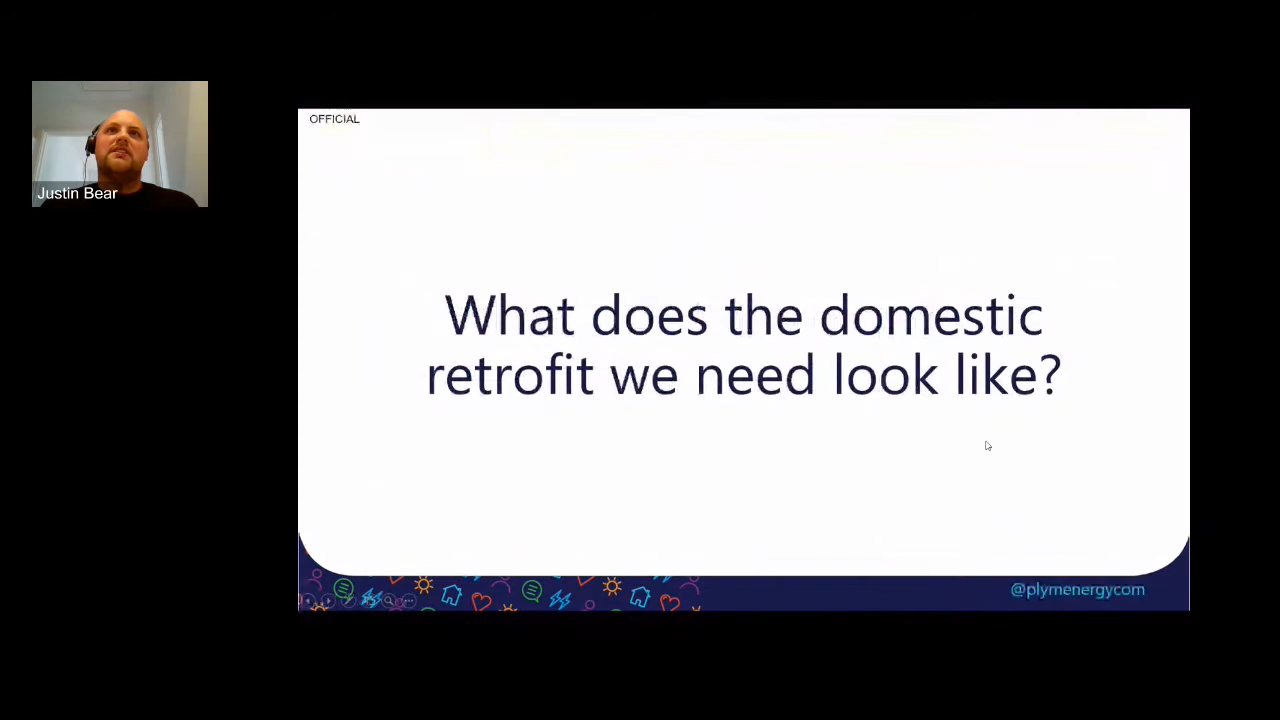 OFFICIAL
Justin Bear
What does the domestic
retrofit we need look like?
@plymenergycom